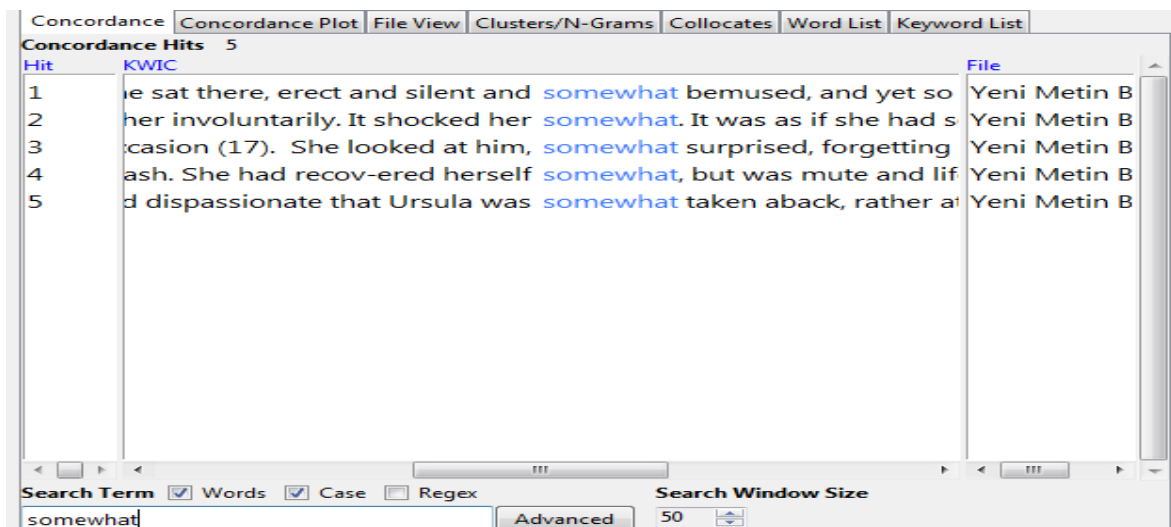 Concordance Concordance Plot File View Clusters/N-Grams Collocates Word List Keyword List
Concordance Hits 5
Hit KWIC File
1 e sat there, erect and silent and somewhat bemused, and yet so Yeni Metin B
2 her involuntarily. It shocked her somewhat. It was as if she had s Yeni Metin B
3 casion (17). She looked at him, somewhat surprised, forgetting Yeni Metin B
4 ash. She had recov-ered herself somewhat, but was mute and lif Yeni Metin B
5 d dispassionate that Ursula was somewhat taken aback, rather a Yeni Metin B
Search Term Words Case Regex Search Window Size
somewhat Advanced 50